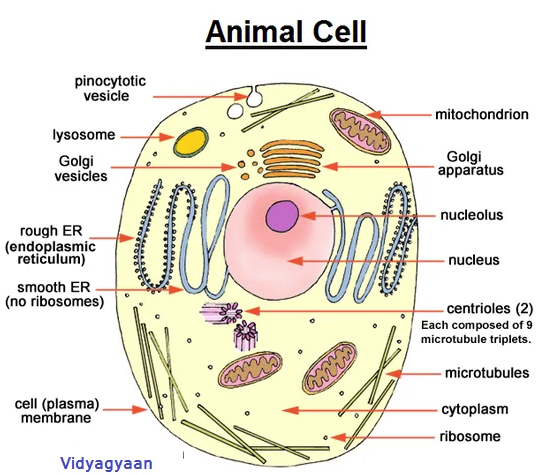 Animal Cell
pinocytotic
vesicle
lysosome
Golgi
vesicles
rough ER
(endoplasmic
reticulum)
smooth ER
(no ribosomes)
cell (plasma)
membrane
mitochondrion
Golgi
apparatus
nucleolus
nucleus
centrioles (2)
Each composed of 9
microtubule triplets.
microtubules
cytoplasm
ribosome
Vidyagyaan